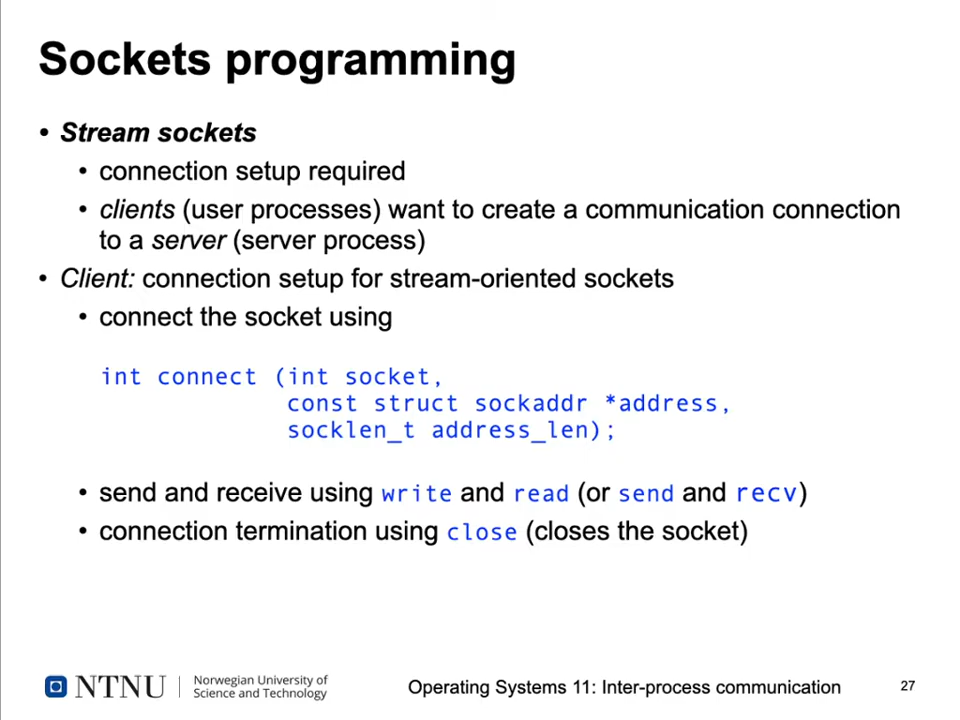 Sockets programming
• Stream sockets
• connection setup required
• clients (user processes) want to create a communication connection
to a server (server process)
• Client: connection setup for stream-oriented sockets
• connect the socket using
int connect (int socket,
const struct sockaddr *address,
socklen_t address_len);
• send and receive using write and read (or send and recv)
• connection termination using close (closes the socket)
NTNU
Norwegian University of
Science and Technology
Operating Systems 11: Inter-process communication
27